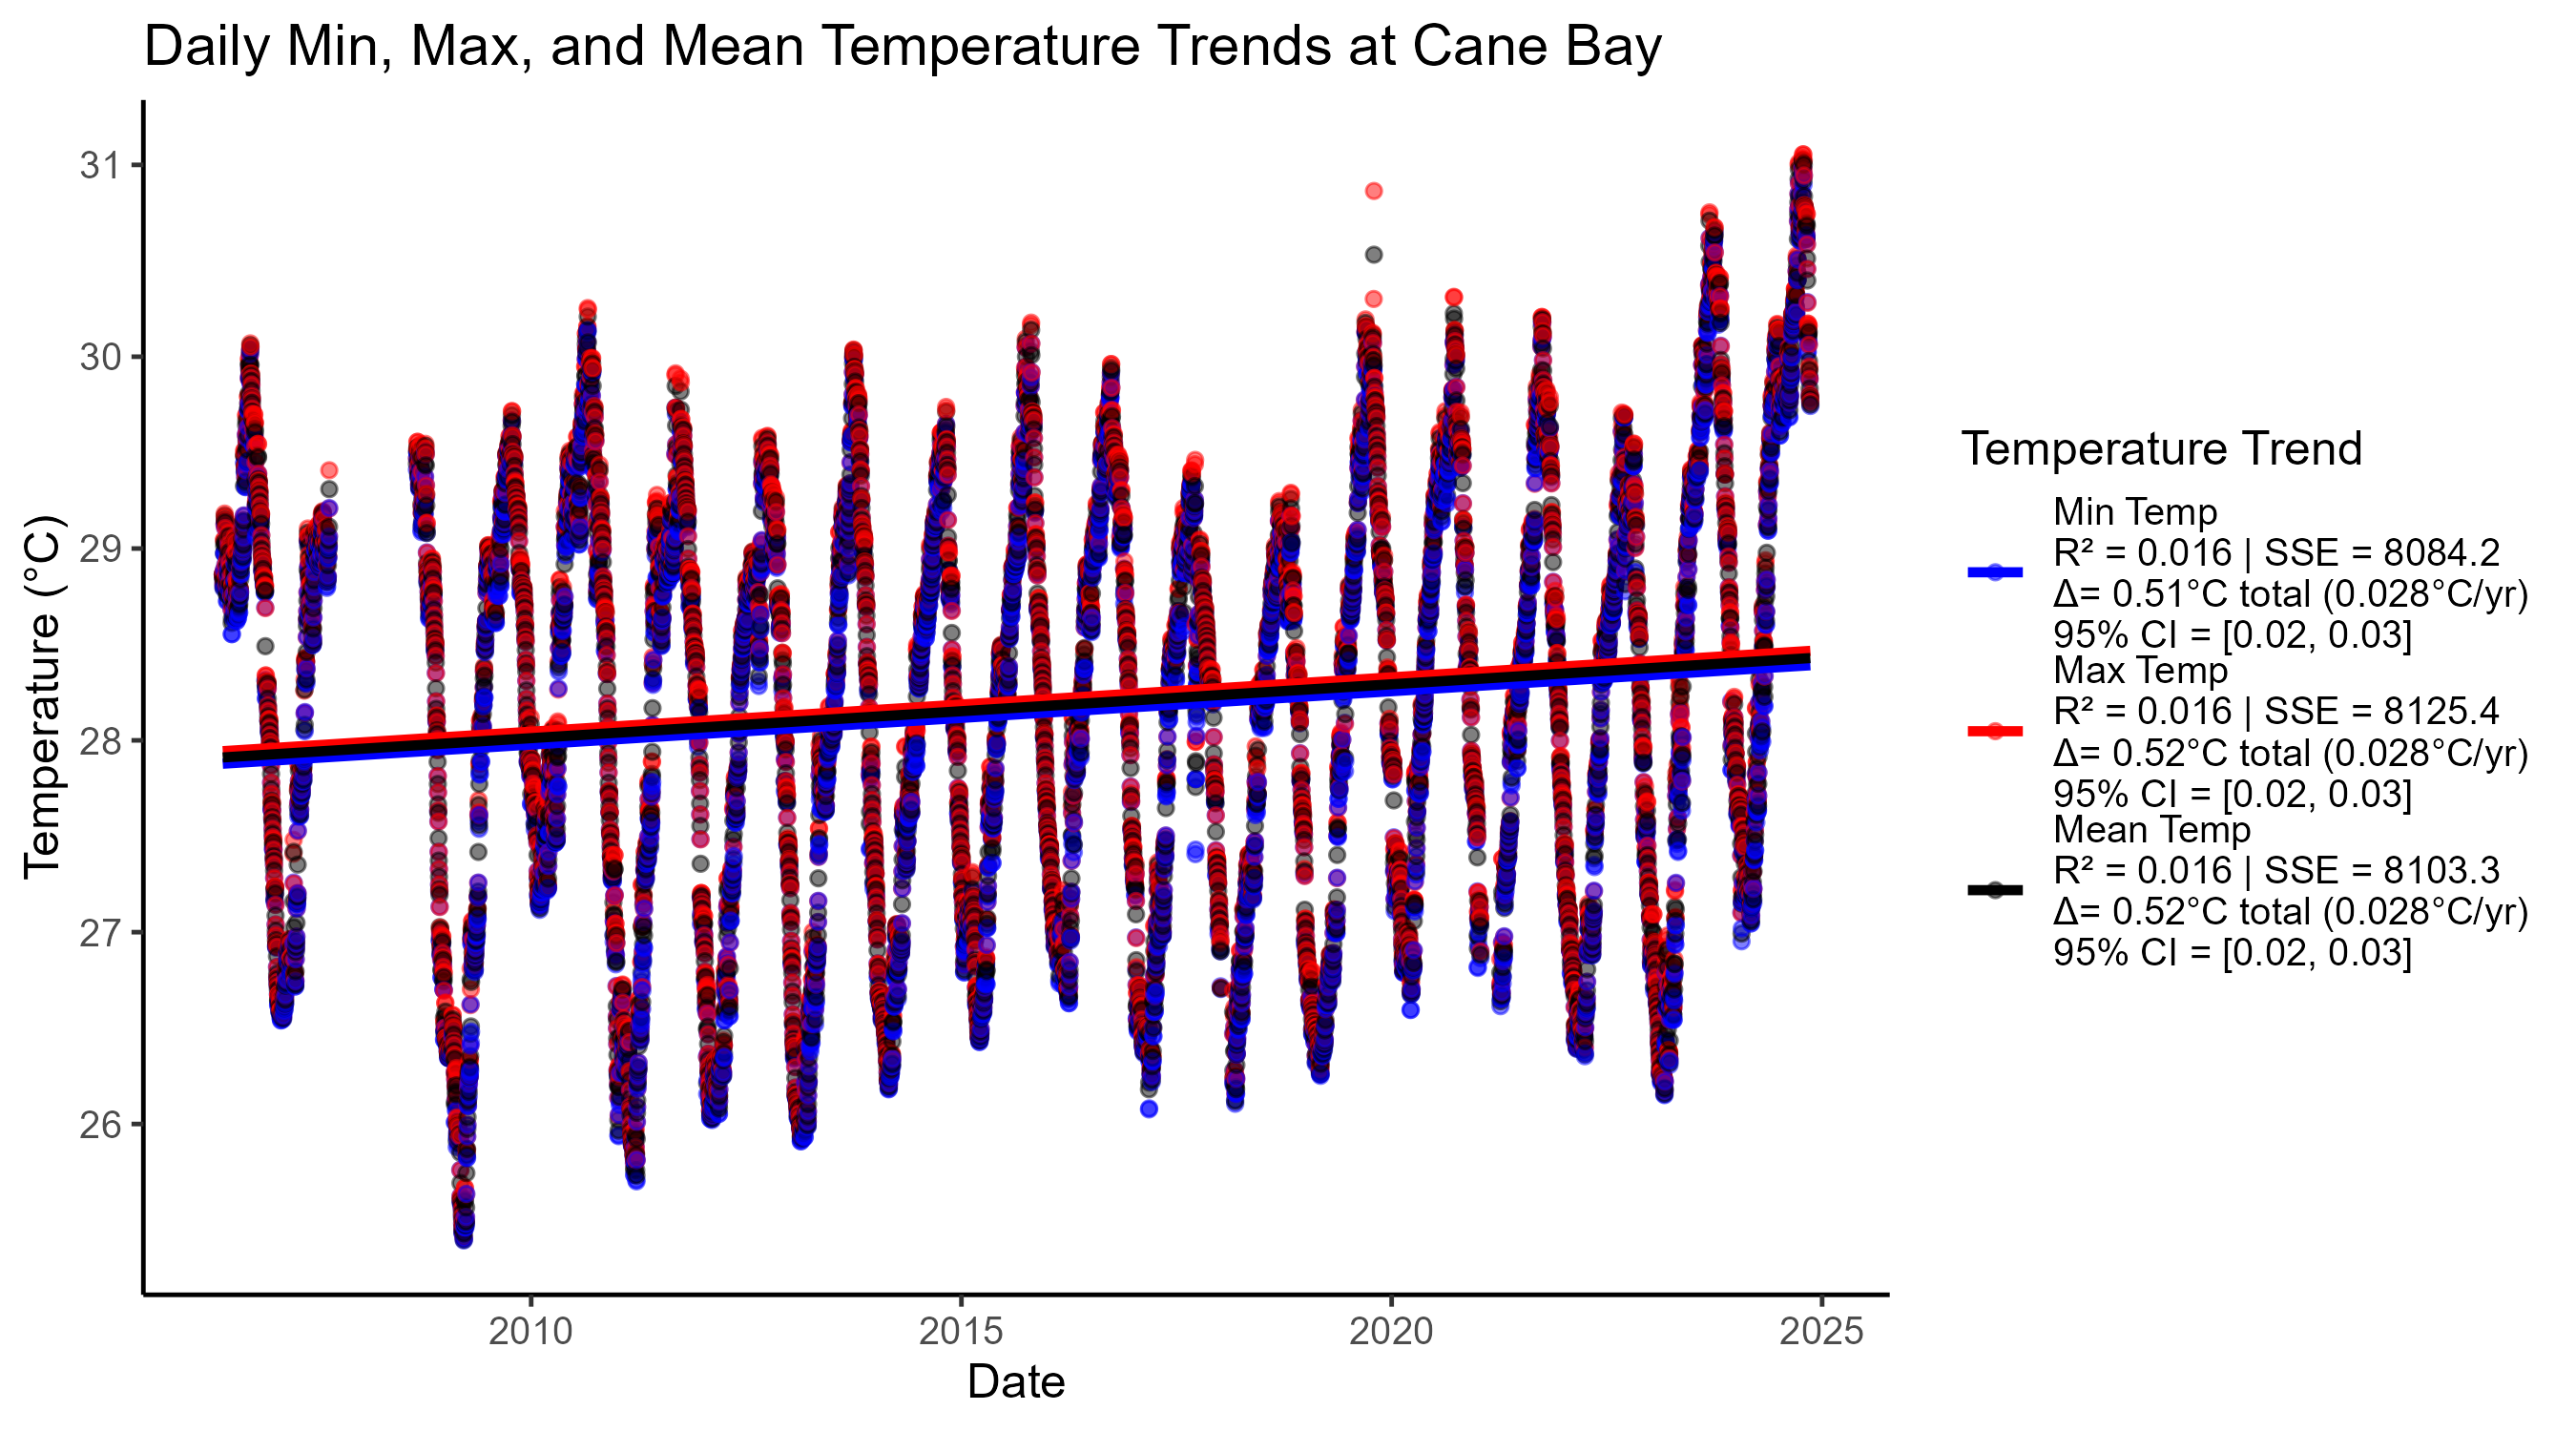 Daily Min, Max, and Mean Temperature Trends at Cane Bay
Temperature (°C)
31
30
29
28
27
26
2010
2015
2020
2025
Date
Temperature Trend
Min Temp
R² = 0.016 | SSE = 8084.2
Δ= 0.51°C total (0.028°C/yr)
95% CI = [0.02, 0.03]
Max Temp
R² = 0.016 | SSE = 8125.4
Δ= 0.52°C total (0.028°C/yr)
95% CI = [0.02, 0.03]
Mean Temp
R² = 0.016 | SSE = 8103.3
Δ= 0.52°C total (0.028°C/yr)
95% CI = [0.02, 0.03]